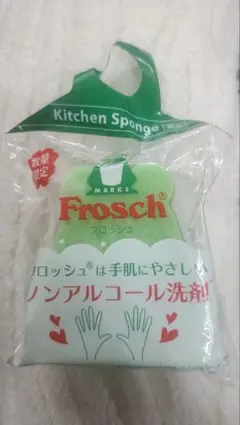 Kitchen Sponge
数量
限定
MARKE
Frosch®
フロッシュ
フロッシュ®は手肌にやさしい
ノンアルコール洗剤